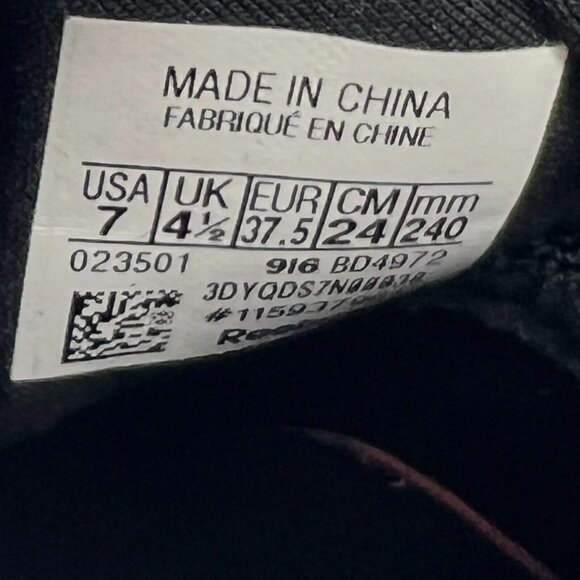 MADE IN CHINA
FABRIQUÉ EN CHINE
USA UK EUR CM mm
7 4½ 37.5 24 240
023501 916 BD4972